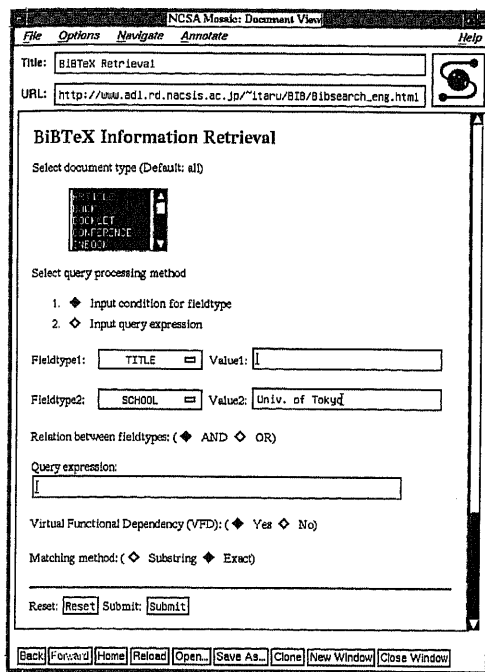 NCSA Mosaic: Document View
File Options Navigate Annotate Help
Title: BiBTeX Retrieval
URL: http://www.adl.rd.nacsis.ac.jp/~itaru/BIB/Bibsearch_eng.html
BiBTeX Information Retrieval
Select document type (Default: all)
ARTICLE
BOOK
BOOKLET
CONFERENCE
INBOOK
Select query processing method
1. Input condition for fieldtype
2. Input query expression
Fieldtype1: TITLE Value1:
Fieldtype2: SCHOOL Value2: Univ. of Tokyo
Relation between fieldtypes: ( AND OR)
Query expression:
Virtual Functional Dependency (VFD): ( Yes No)
Matching method: ( Substring Exact)
Reset: Reset Submit: Submit
Back Forward Home Reload Open... Save As... Clone New Window Close Window